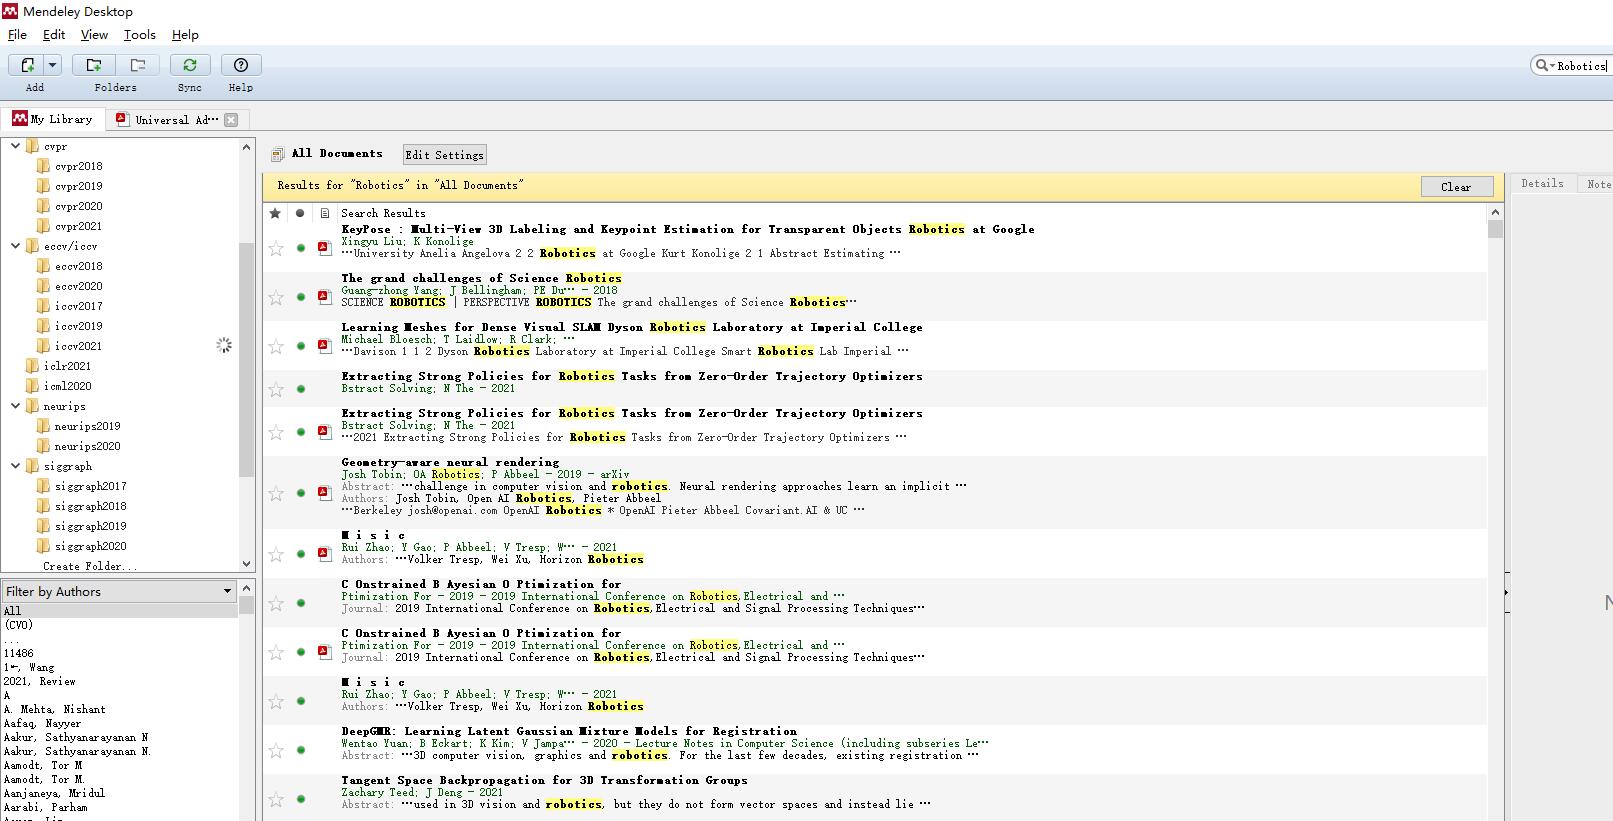 Mendeley Desktop
File Edit View Tools Help
Robotics
Add Folders Sync Help
My Library Universal Ad···
cvpr
cvpr2018
cvpr2019
cvpr2020
cvpr2021
eccv/iccv
eccv2018
eccv2020
iccv2017
iccv2019
iccv2021
iclr2021
icml2020
neurips
neurips2019
neurips2020
siggraph
siggraph2017
siggraph2018
siggraph2019
siggraph2020
Create Folder...
Filter by Authors
All
(CVO)
...
11486
1⇤, Wang
2021, Review
A
A. Mehta, Nishant
Aafaq, Nayyer
Aakur, Sathyanarayanan N
Aakur, Sathyanarayanan N.
Aamodt, Tor M
Aamodt, Tor M.
Aanjaneya, Mridul
Aarabi, Parham
All Documents Edit Settings
Results for "Robotics" in "All Documents" Clear
Search Results
KeyPose : Multi-View 3D Labeling and Keypoint Estimation for Transparent Objects Robotics at Google
Xingyu Liu; K Konolige
···University Anelia Angelova 2 2 Robotics at Google Kurt Konolige 2 1 Abstract Estimating ···
The grand challenges of Science Robotics
Guang-zhong Yang; J Bellingham; PE Du··· - 2018
SCIENCE ROBOTICS | PERSPECTIVE ROBOTICS The grand challenges of Science Robotics···
Learning Meshes for Dense Visual SLAM Dyson Robotics Laboratory at Imperial College
Michael Bloesch; T Laidlow; R Clark; ···
···Davison 1 1 2 Dyson Robotics Laboratory at Imperial College Smart Robotics Lab Imperial ···
Extracting Strong Policies for Robotics Tasks from Zero-Order Trajectory Optimizers
Bstract Solving; N The - 2021
Extracting Strong Policies for Robotics Tasks from Zero-Order Trajectory Optimizers
Bstract Solving; N The - 2021
···2021 Extracting Strong Policies for Robotics Tasks from Zero-Order Trajectory Optimizers ···
Geometry-aware neural rendering
Josh Tobin; OA Robotics; P Abbeel - 2019 - arXiv
Abstract: ···challenge in computer vision and robotics. Neural rendering approaches learn an implicit ···
Authors: Josh Tobin, Open AI Robotics, Pieter Abbeel
···Berkeley josh@openai.com OpenAI Robotics * OpenAI Pieter Abbeel Covariant.AI & UC ···
M i s i c
Rui Zhao; Y Gao; P Abbeel; V Tresp; W··· - 2021
Authors: ···Volker Tresp, Wei Xu, Horizon Robotics
C Onstrained B Ayesian O Ptimization for
Ptimization For - 2019 - 2019 International Conference on Robotics, Electrical and ···
Journal: 2019 International Conference on Robotics, Electrical and Signal Processing Techniques···
C Onstrained B Ayesian O Ptimization for
Ptimization For - 2019 - 2019 International Conference on Robotics, Electrical and ···
Journal: 2019 International Conference on Robotics, Electrical and Signal Processing Techniques···
M i s i c
Rui Zhao; Y Gao; P Abbeel; V Tresp; W··· - 2021
Authors: ···Volker Tresp, Wei Xu, Horizon Robotics
DeepGMR: Learning Latent Gaussian Mixture Models for Registration
Wentao Yuan; B Eckart; K Kim; V Jampa··· - 2020 - Lecture Notes in Computer Science (including subseries Le···
Abstract: ···3D computer vision, graphics and robotics. For the last few decades, existing registration ···
Tangent Space Backpropagation for 3D Transformation Groups
Zachary Teed; J Deng - 2021
Abstract: ···used in 3D vision and robotics, but they do not form vector spaces and instead lie ···
Details Note